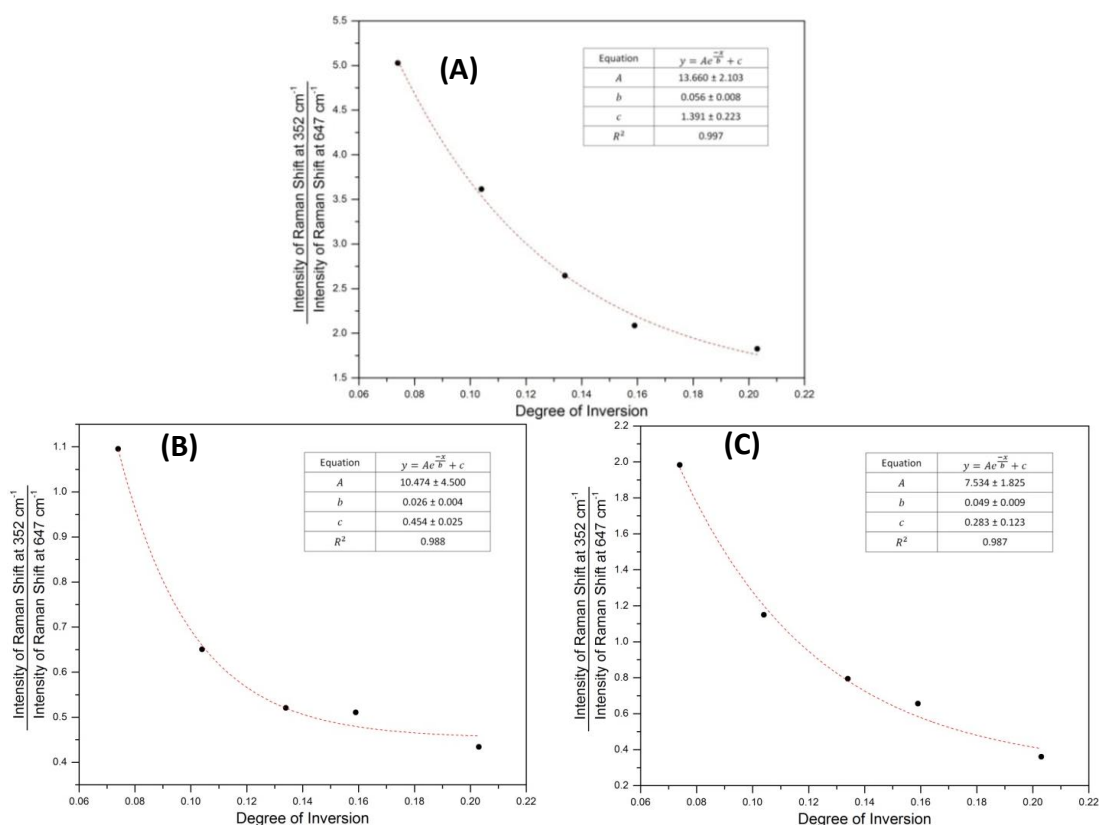 (A)
Intensity of Raman Shift at 352 cm⁻¹
Intensity of Raman Shift at 647 cm⁻¹
5.5
5.0
4.5
4.0
3.5
3.0
2.5
2.0
1.5
Equation y = Ae^(-x/b) + c
A 13.660 ± 2.103
b 0.056 ± 0.008
c 1.391 ± 0.223
R² 0.997
0.06 0.08 0.10 0.12 0.14 0.16 0.18 0.20 0.22
Degree of Inversion
(B)
Intensity of Raman Shift at 352 cm⁻¹
Intensity of Raman Shift at 647 cm⁻¹
1.1
1.0
0.9
0.8
0.7
0.6
0.5
0.4
Equation y = Ae^(-x/b) + c
A 10.474 ± 4.500
b 0.026 ± 0.004
c 0.454 ± 0.025
R² 0.988
0.06 0.08 0.10 0.12 0.14 0.16 0.18 0.20 0.22
Degree of Inversion
(C)
Intensity of Raman Shift at 352 cm⁻¹
Intensity of Raman Shift at 647 cm⁻¹
2.2
2.0
1.8
1.6
1.4
1.2
1.0
0.8
0.6
0.4
0.2
Equation y = Ae^(-x/b) + c
A 7.534 ± 1.825
b 0.049 ± 0.009
c 0.283 ± 0.123
R² 0.987
0.06 0.08 0.10 0.12 0.14 0.16 0.18 0.20 0.22
Degree of Inversion